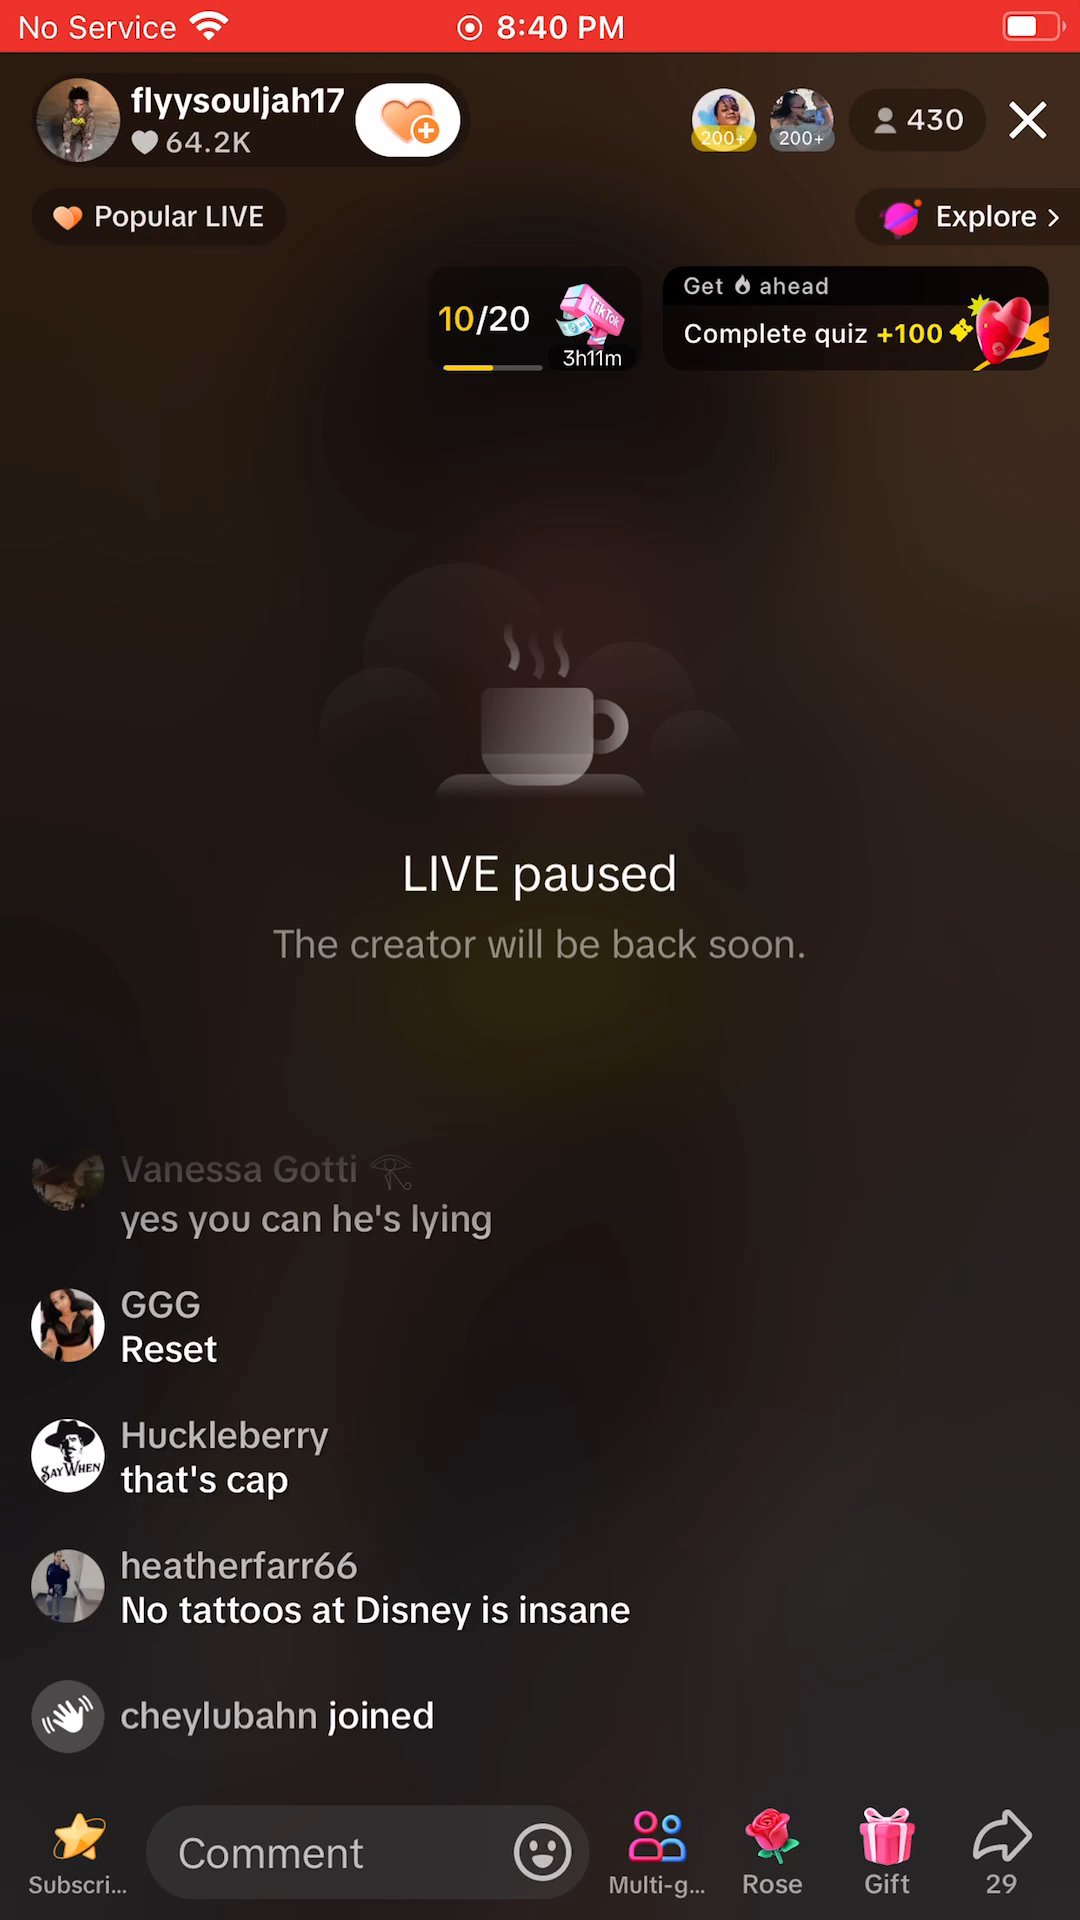 No Service 8:40 PM
flyysouljah17
64.2K
200+ 200+ 430
Popular LIVE
Explore >
10/20
TikTok
3h11m
Get ahead
Complete quiz +100
LIVE paused
The creator will be back soon.
Vanessa Gotti
yes you can he's lying
GGG
Reset
Huckleberry
that's cap
SAY WHEN
heatherfarr66
No tattoos at Disney is insane
cheylubahn joined
Comment
Subscri... Multi-g... Rose Gift 29